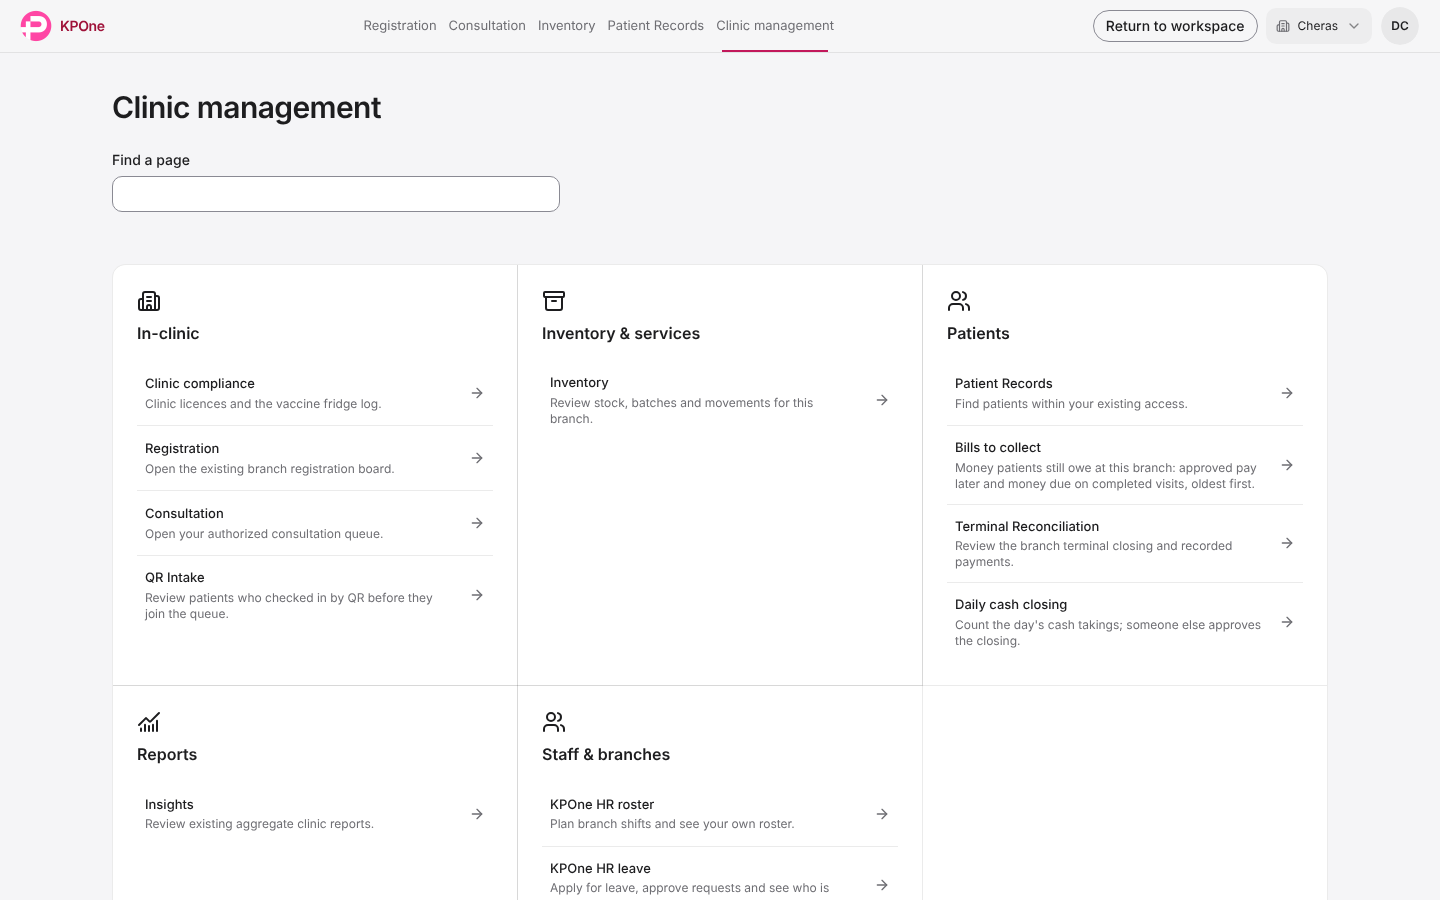 KPOne
Registration
Consultation
Inventory
Patient Records
Clinic management
Return to workspace
Cheras
DC
Clinic management
Find a page
In-clinic
Clinic compliance
Clinic licences and the vaccine fridge log.
Registration
Open the existing branch registration board.
Consultation
Open your authorized consultation queue.
QR Intake
Review patients who checked in by QR before they
join the queue.
Inventory & services
Inventory
Review stock, batches and movements for this
branch.
Patients
Patient Records
Find patients within your existing access.
Bills to collect
Money patients still owe at this branch: approved pay
later and money due on completed visits, oldest first.
Terminal Reconciliation
Review the branch terminal closing and recorded
payments.
Daily cash closing
Count the day's cash takings; someone else approves
the closing.
Reports
Insights
Review existing aggregate clinic reports.
Staff & branches
KPOne HR roster
Plan branch shifts and see your own roster.
KPOne HR leave
Apply for leave, approve requests and see who is